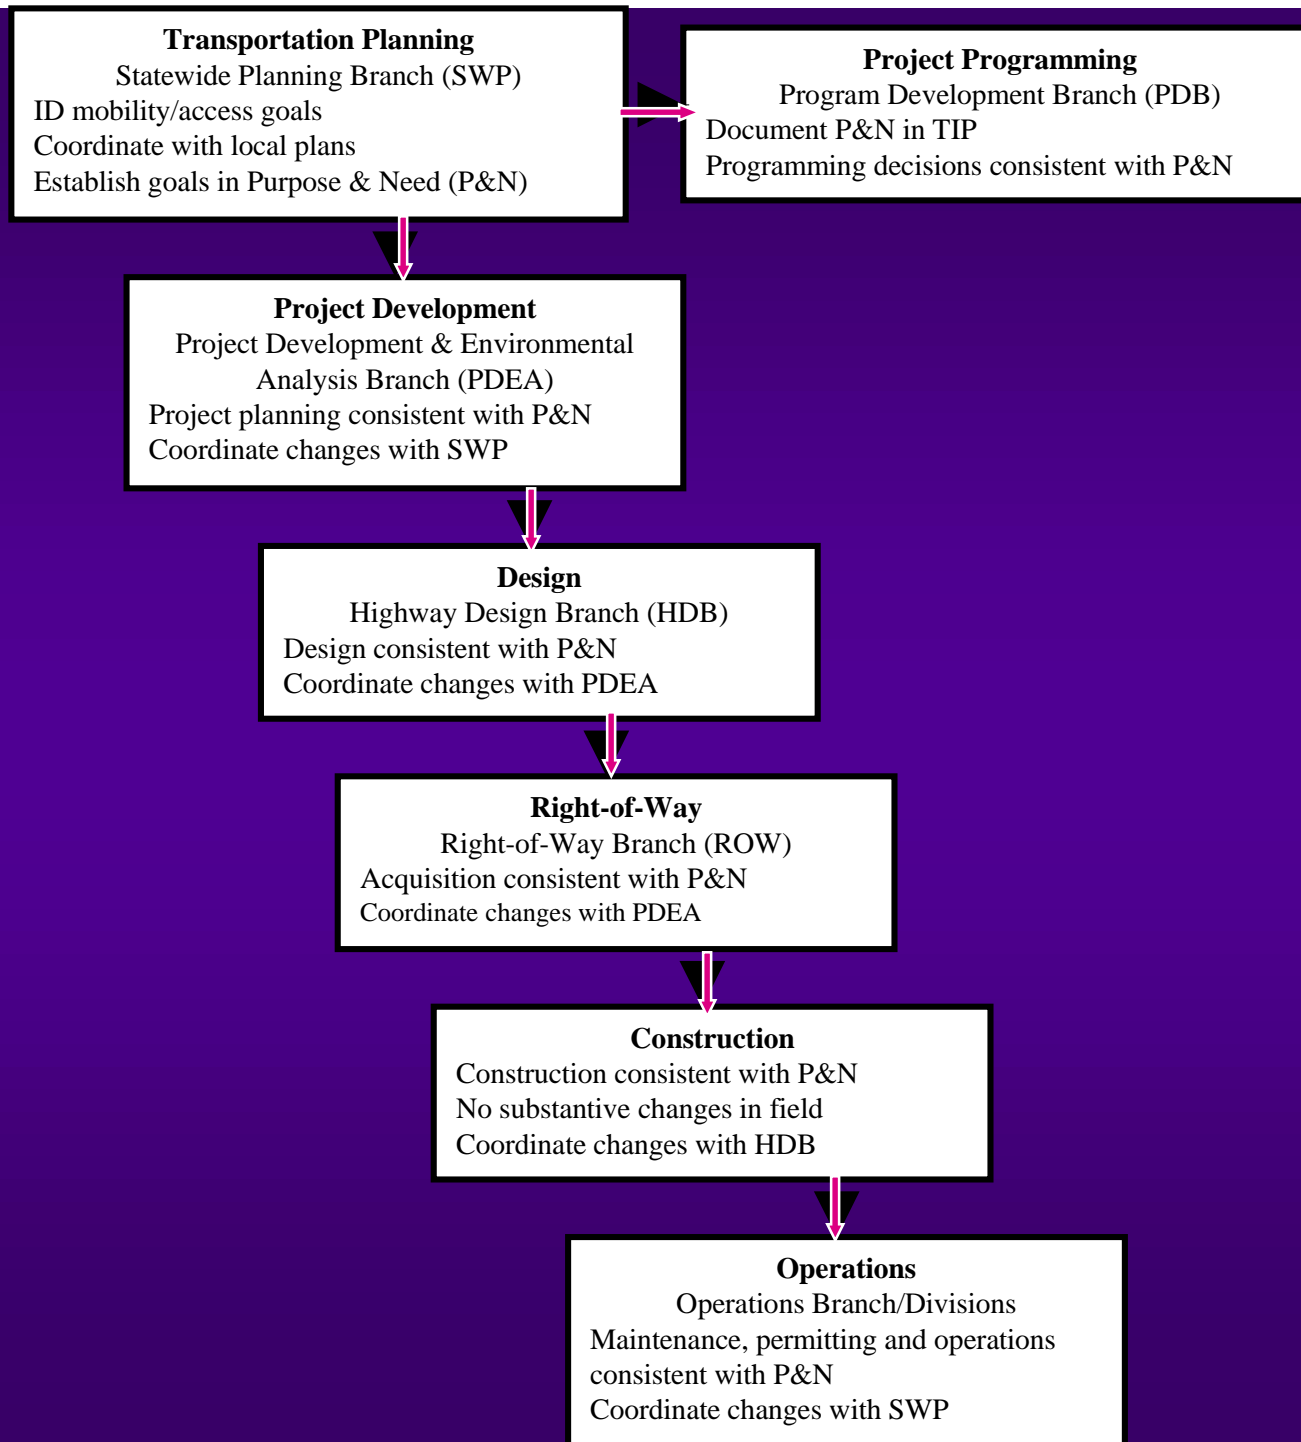 Transportation Planning
Statewide Planning Branch (SWP)
ID mobility/access goals
Coordinate with local plans
Establish goals in Purpose & Need (P&N)
Project Programming
Program Development Branch (PDB)
Document P&N in TIP
Programming decisions consistent with P&N
Project Development
Project Development & Environmental
Analysis Branch (PDEA)
Project planning consistent with P&N
Coordinate changes with SWP
Design
Highway Design Branch (HDB)
Design consistent with P&N
Coordinate changes with PDEA
Right-of-Way
Right-of-Way Branch (ROW)
Acquisition consistent with P&N
Coordinate changes with PDEA
Construction
Construction consistent with P&N
No substantive changes in field
Coordinate changes with HDB
Operations
Operations Branch/Divisions
Maintenance, permitting and operations
consistent with P&N
Coordinate changes with SWP